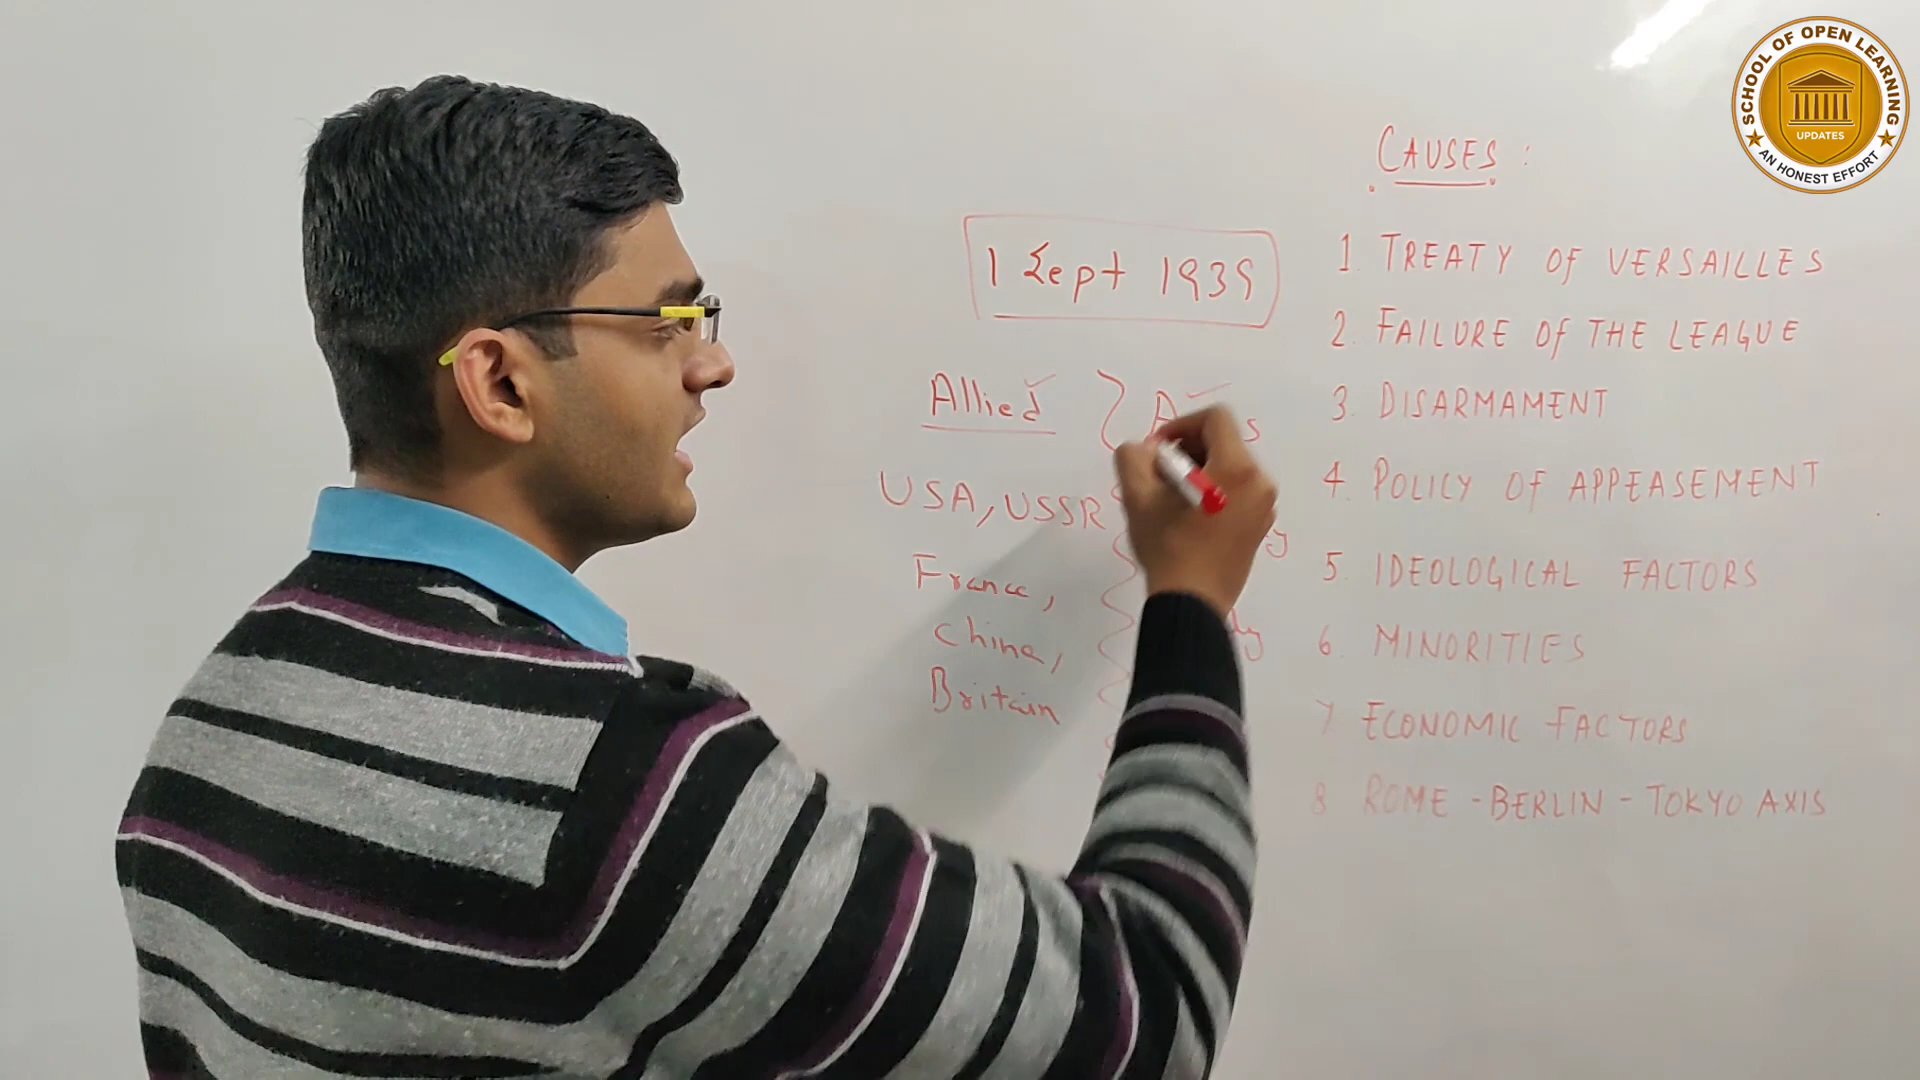 SCHOOL OF OPEN LEARNING
UPDATES
AN HONEST EFFORT
1 Sept 1939
Allied
USA, USSR
France,
China,
Britain
CAUSES :
1. TREATY OF VERSAILLES
2. FAILURE OF THE LEAGUE
3. DISARMAMENT
4. POLICY OF APPEASEMENT
5. IDEOLOGICAL FACTORS
6. MINORITIES
7 ECONOMIC FACTORS
8 ROME - BERLIN - TOKYO AXIS